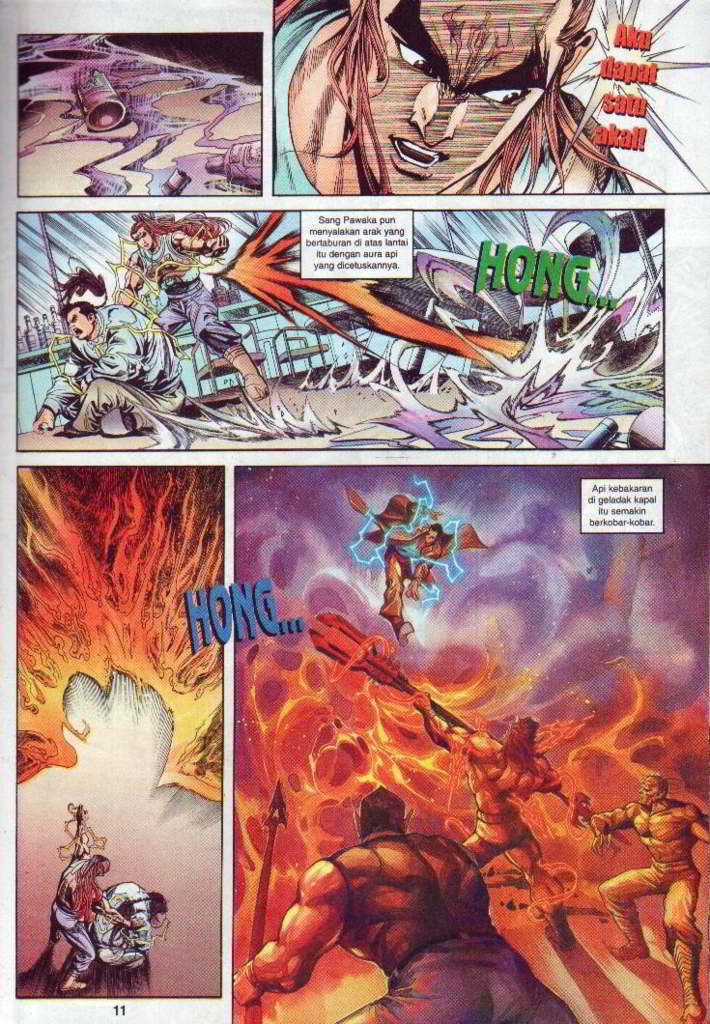 Aku
dapat
satu
akal!
Sang Pawaka pun
menyalakan arak yang
bertaburan di atas lantai
itu dengan aura api
yang dicetuskannya.
HONG...
Api kebakaran
di geladak kapal
itu semakin
berkobar-kobar.
HONG...
11